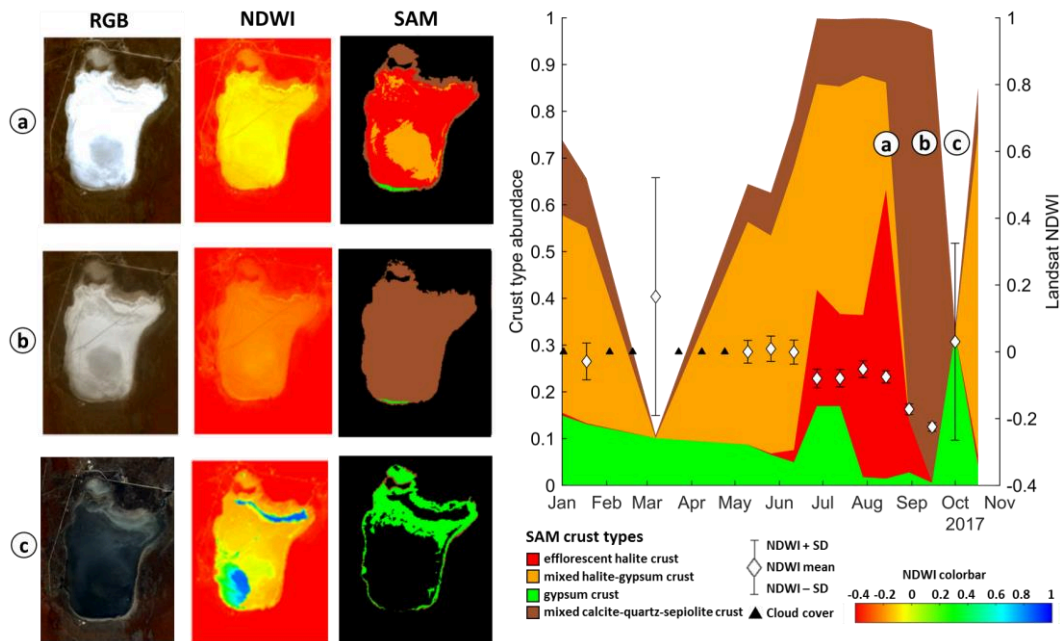 RGB NDWI SAM
a
b
c
Crust type abundance
1
0.9
0.8
0.7
0.6
0.5
0.4
0.3
0.2
0.1
0
a b c
1
0.8
0.6
0.4
0.2
0
-0.2
-0.4
Landsat NDWI
Jan Feb Mar Apr May Jun Jul Aug Sep Oct Nov
2017
SAM crust types
efflorescent halite crust
mixed halite-gypsum crust
gypsum crust
mixed calcite-quartz-sepiolite crust
NDWI + SD
NDWI mean
NDWI – SD
Cloud cover
NDWI colorbar
-0.4 -0.2 0 0.2 0.4 0.6 0.8 1